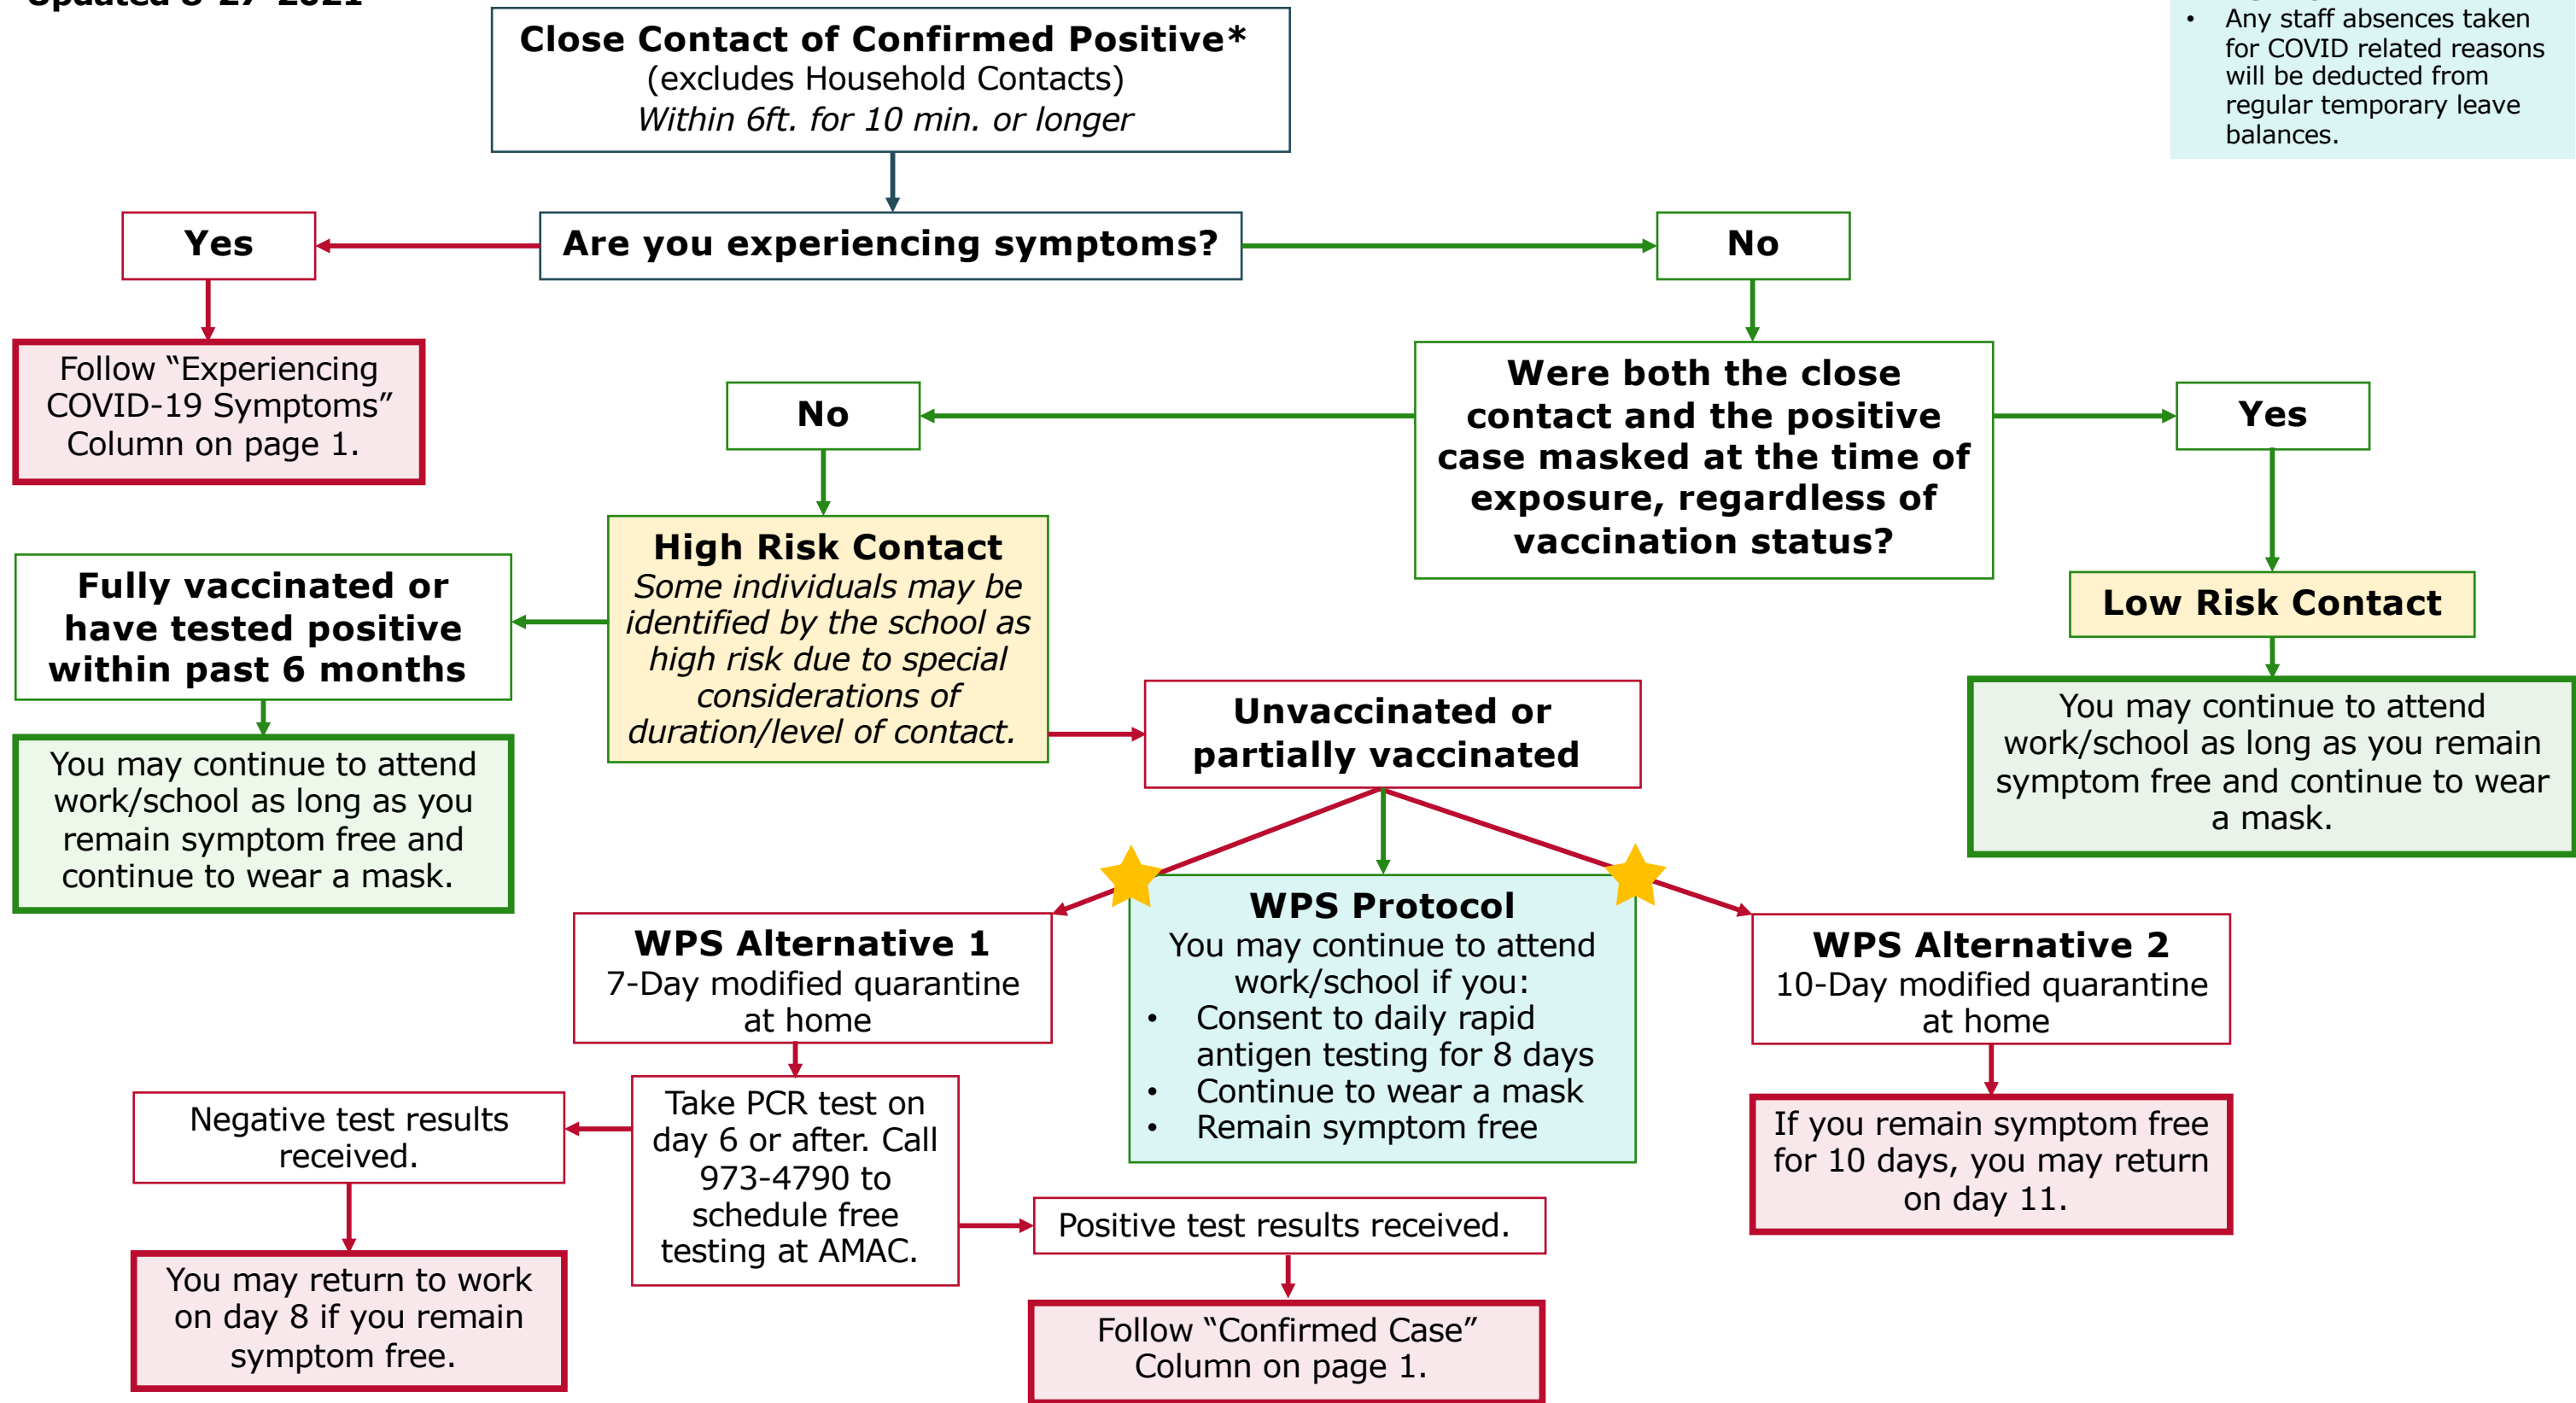 Updated 8-27-2021
Close Contact of Confirmed Positive*
(excludes Household Contacts)
Within 6ft. for 10 min. or longer
• Any staff absences taken
for COVID related reasons
will be deducted from
regular temporary leave
balances.
Yes
Are you experiencing symptoms?
No
Follow “Experiencing
COVID-19 Symptoms”
Column on page 1.
No
Were both the close
contact and the positive
case masked at the time of
exposure, regardless of
vaccination status?
Yes
Fully vaccinated or
have tested positive
within past 6 months
High Risk Contact
Some individuals may be
identified by the school as
high risk due to special
considerations of
duration/level of contact.
Low Risk Contact
Unvaccinated or
partially vaccinated
You may continue to attend
work/school as long as you remain
symptom free and continue to wear
a mask.
You may continue to attend
work/school as long as you
remain symptom free and
continue to wear a mask.
WPS Alternative 1
7-Day modified quarantine
at home
WPS Protocol
You may continue to attend
work/school if you:
• Consent to daily rapid
antigen testing for 8 days
• Continue to wear a mask
• Remain symptom free
WPS Alternative 2
10-Day modified quarantine
at home
Negative test results
received.
Take PCR test on
day 6 or after. Call
973-4790 to
schedule free
testing at AMAC.
If you remain symptom free
for 10 days, you may return
on day 11.
Positive test results received.
You may return to work
on day 8 if you remain
symptom free.
Follow “Confirmed Case”
Column on page 1.